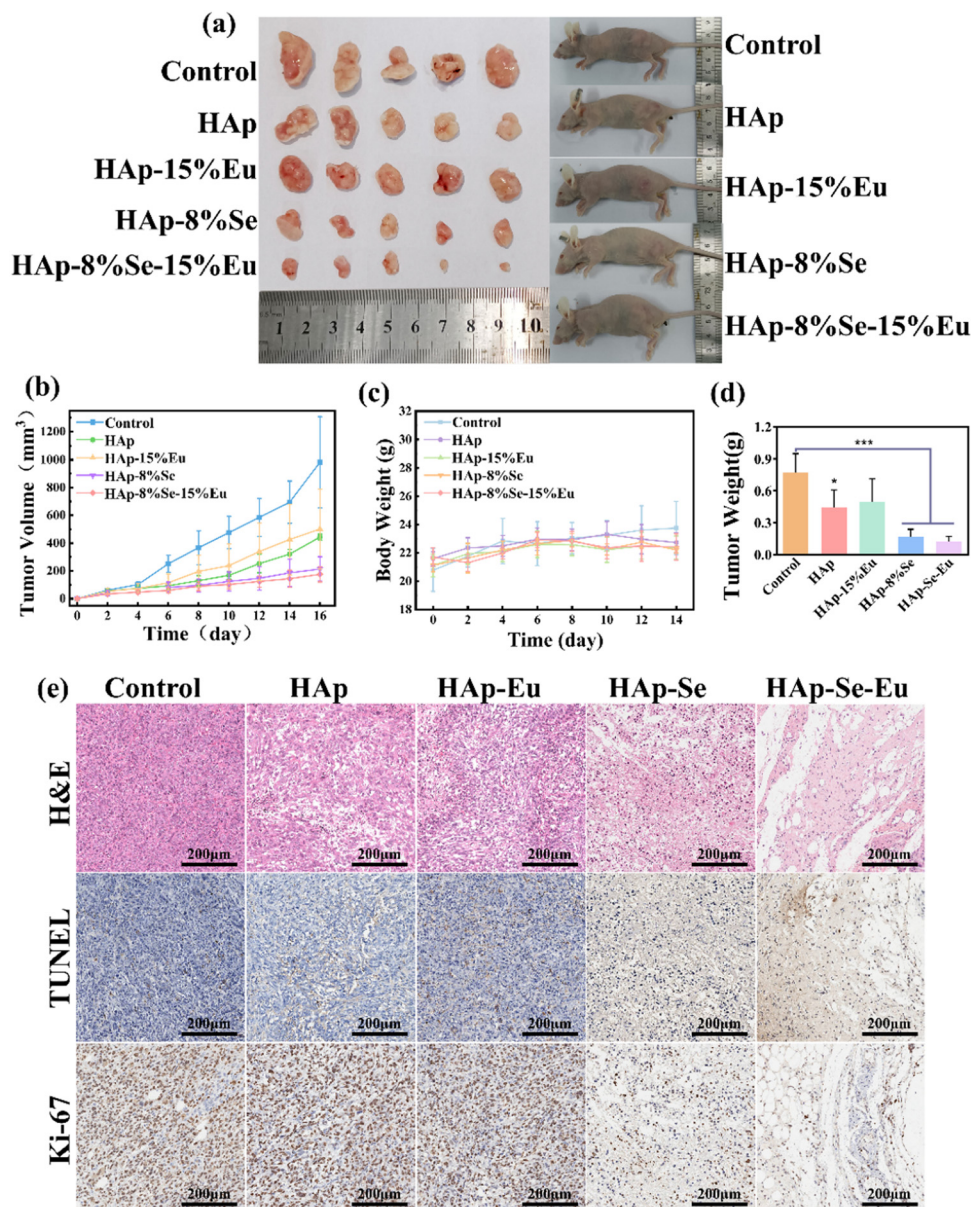 (a)
Control
HAp
HAp-15%Eu
HAp-8%Se
HAp-8%Se-15%Eu
1 2 3 4 5 6 7 8 9 10
Control
HAp
HAp-15%Eu
HAp-8%Se
HAp-8%Se-15%Eu
(b)
Tumor Volume (mm³)
1200
1000
800
600
400
200
0
Control
HAp
HAp-15%Eu
HAp-8%Se
HAp-8%Se-15%Eu
0 2 4 6 8 10 12 14 16
Time (day)
(c)
Body Weight (g)
32
30
28
26
24
22
20
18
Control
HAp
HAp-15%Eu
HAp-8%Se
HAp-8%Se-15%Eu
0 2 4 6 8 10 12 14
Time (day)
(d)
Tumor Weight(g)
1.2
0.9
0.6
0.3
0.0
***
*
Control
HAp
HAp-15%Eu
HAp-8%Se
HAp-Se-Eu
(e)
Control HAp HAp-Eu HAp-Se HAp-Se-Eu
H&E
200μm 200μm 200μm 200μm 200μm
TUNEL
200μm 200μm 200μm 200μm 200μm
Ki-67
200μm 200μm 200μm 200μm 200μm